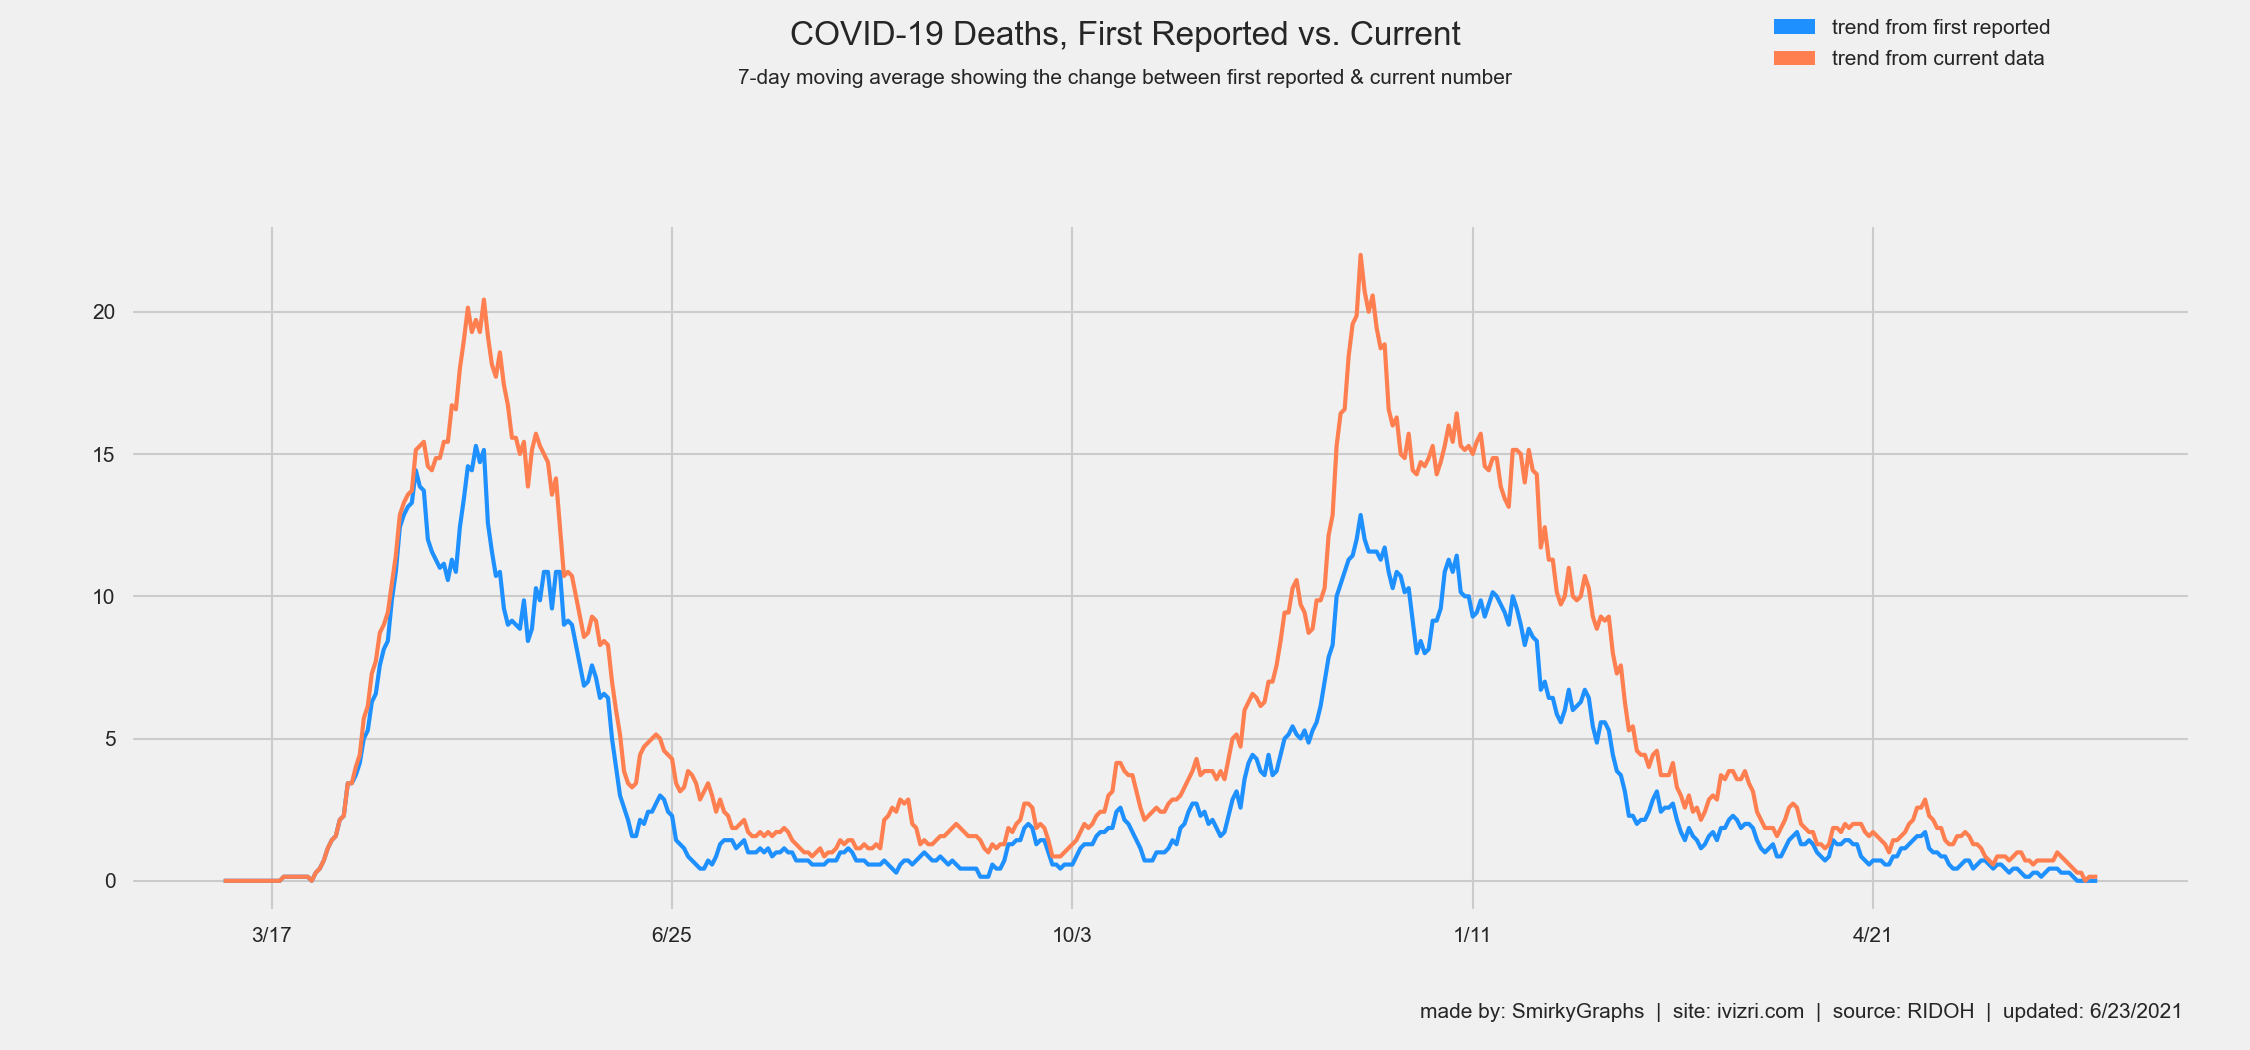 COVID-19 Deaths, First Reported vs. Current
7-day moving average showing the change between first reported & current number
trend from first reported
trend from current data
20
15
10
5
0
3/17
6/25
10/3
1/11
4/21
made by: SmirkyGraphs | site: ivizri.com | source: RIDOH | updated: 6/23/2021